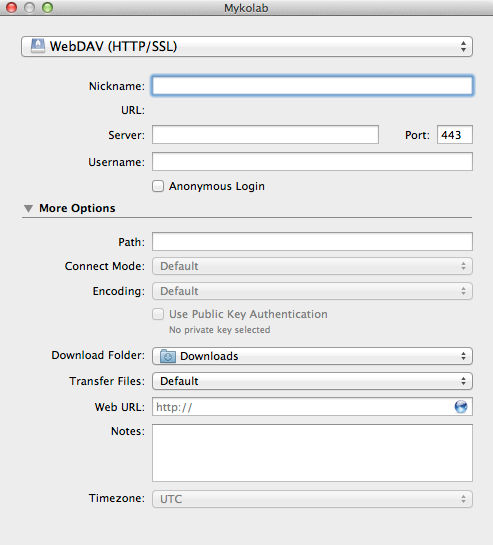 Mykolab
WebDAV (HTTP/SSL)
Nickname:
URL:
Server: Port: 443
Username:
Anonymous Login
More Options
Path:
Connect Mode: Default
Encoding: Default
Use Public Key Authentication
No private key selected
Download Folder: Downloads
Transfer Files: Default
Web URL: http://
Notes:
Timezone: UTC